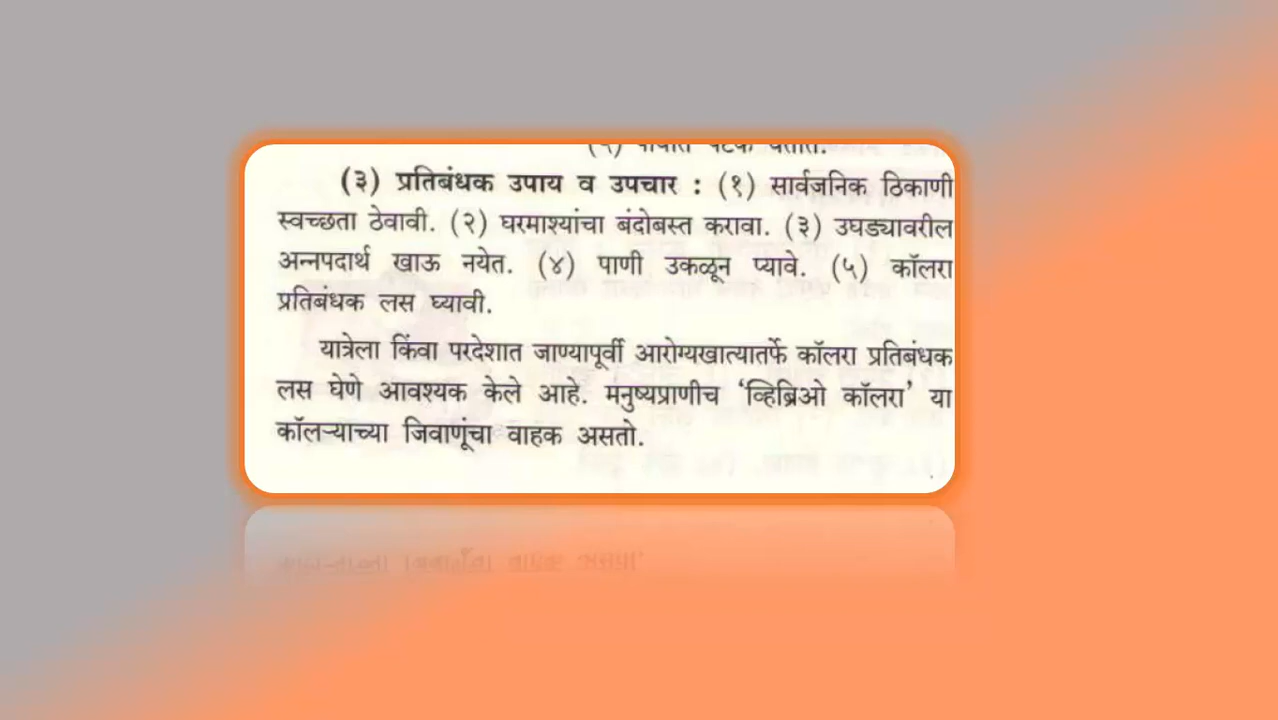 (३) प्रतिबंधक उपाय व उपचार : (१) सार्वजनिक ठिकाणी
स्वच्छता ठेवावी. (२) घरमाश्यांचा बंदोबस्त करावा. (३) उघड्यावरील
अन्नपदार्थ खाऊ नयेत. (४) पाणी उकळून प्यावे. (५) कॉलरा
प्रतिबंधक लस घ्यावी.
यात्रेला किंवा परदेशात जाण्यापूर्वी आरोग्यखात्यातर्फे कॉलरा प्रतिबंधक
लस घेणे आवश्यक केले आहे. मनुष्यप्राणीच ‘व्हिब्रिओ कॉलरा’ या
कॉलऱ्याच्या जिवाणूंचा वाहक असतो.